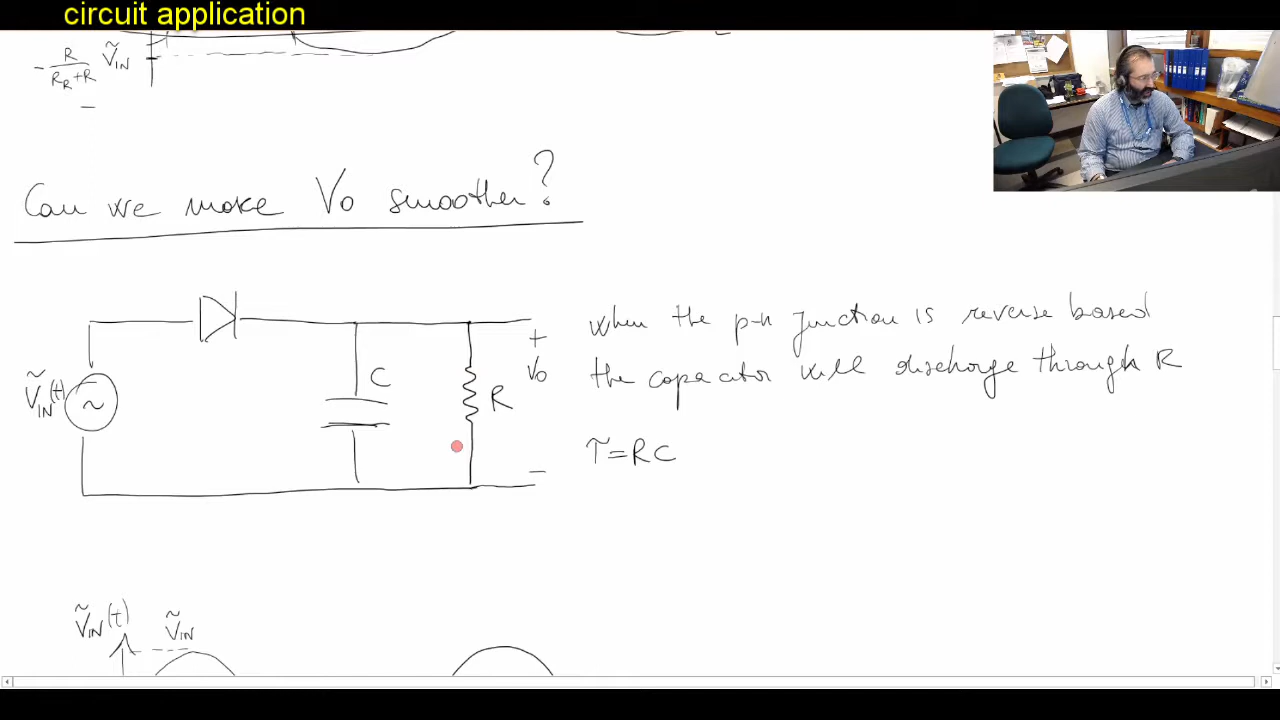 circuit application
- R / (R_R + R) Ṽ_IN
-
Can we make Vo smoother?
Ṽ_IN(t)
~
C
R
+
Vo
-
when the p-n junction is reverse based
the capacitor will discharge through R
τ = RC
Ṽ_IN(t)
Ṽ_IN